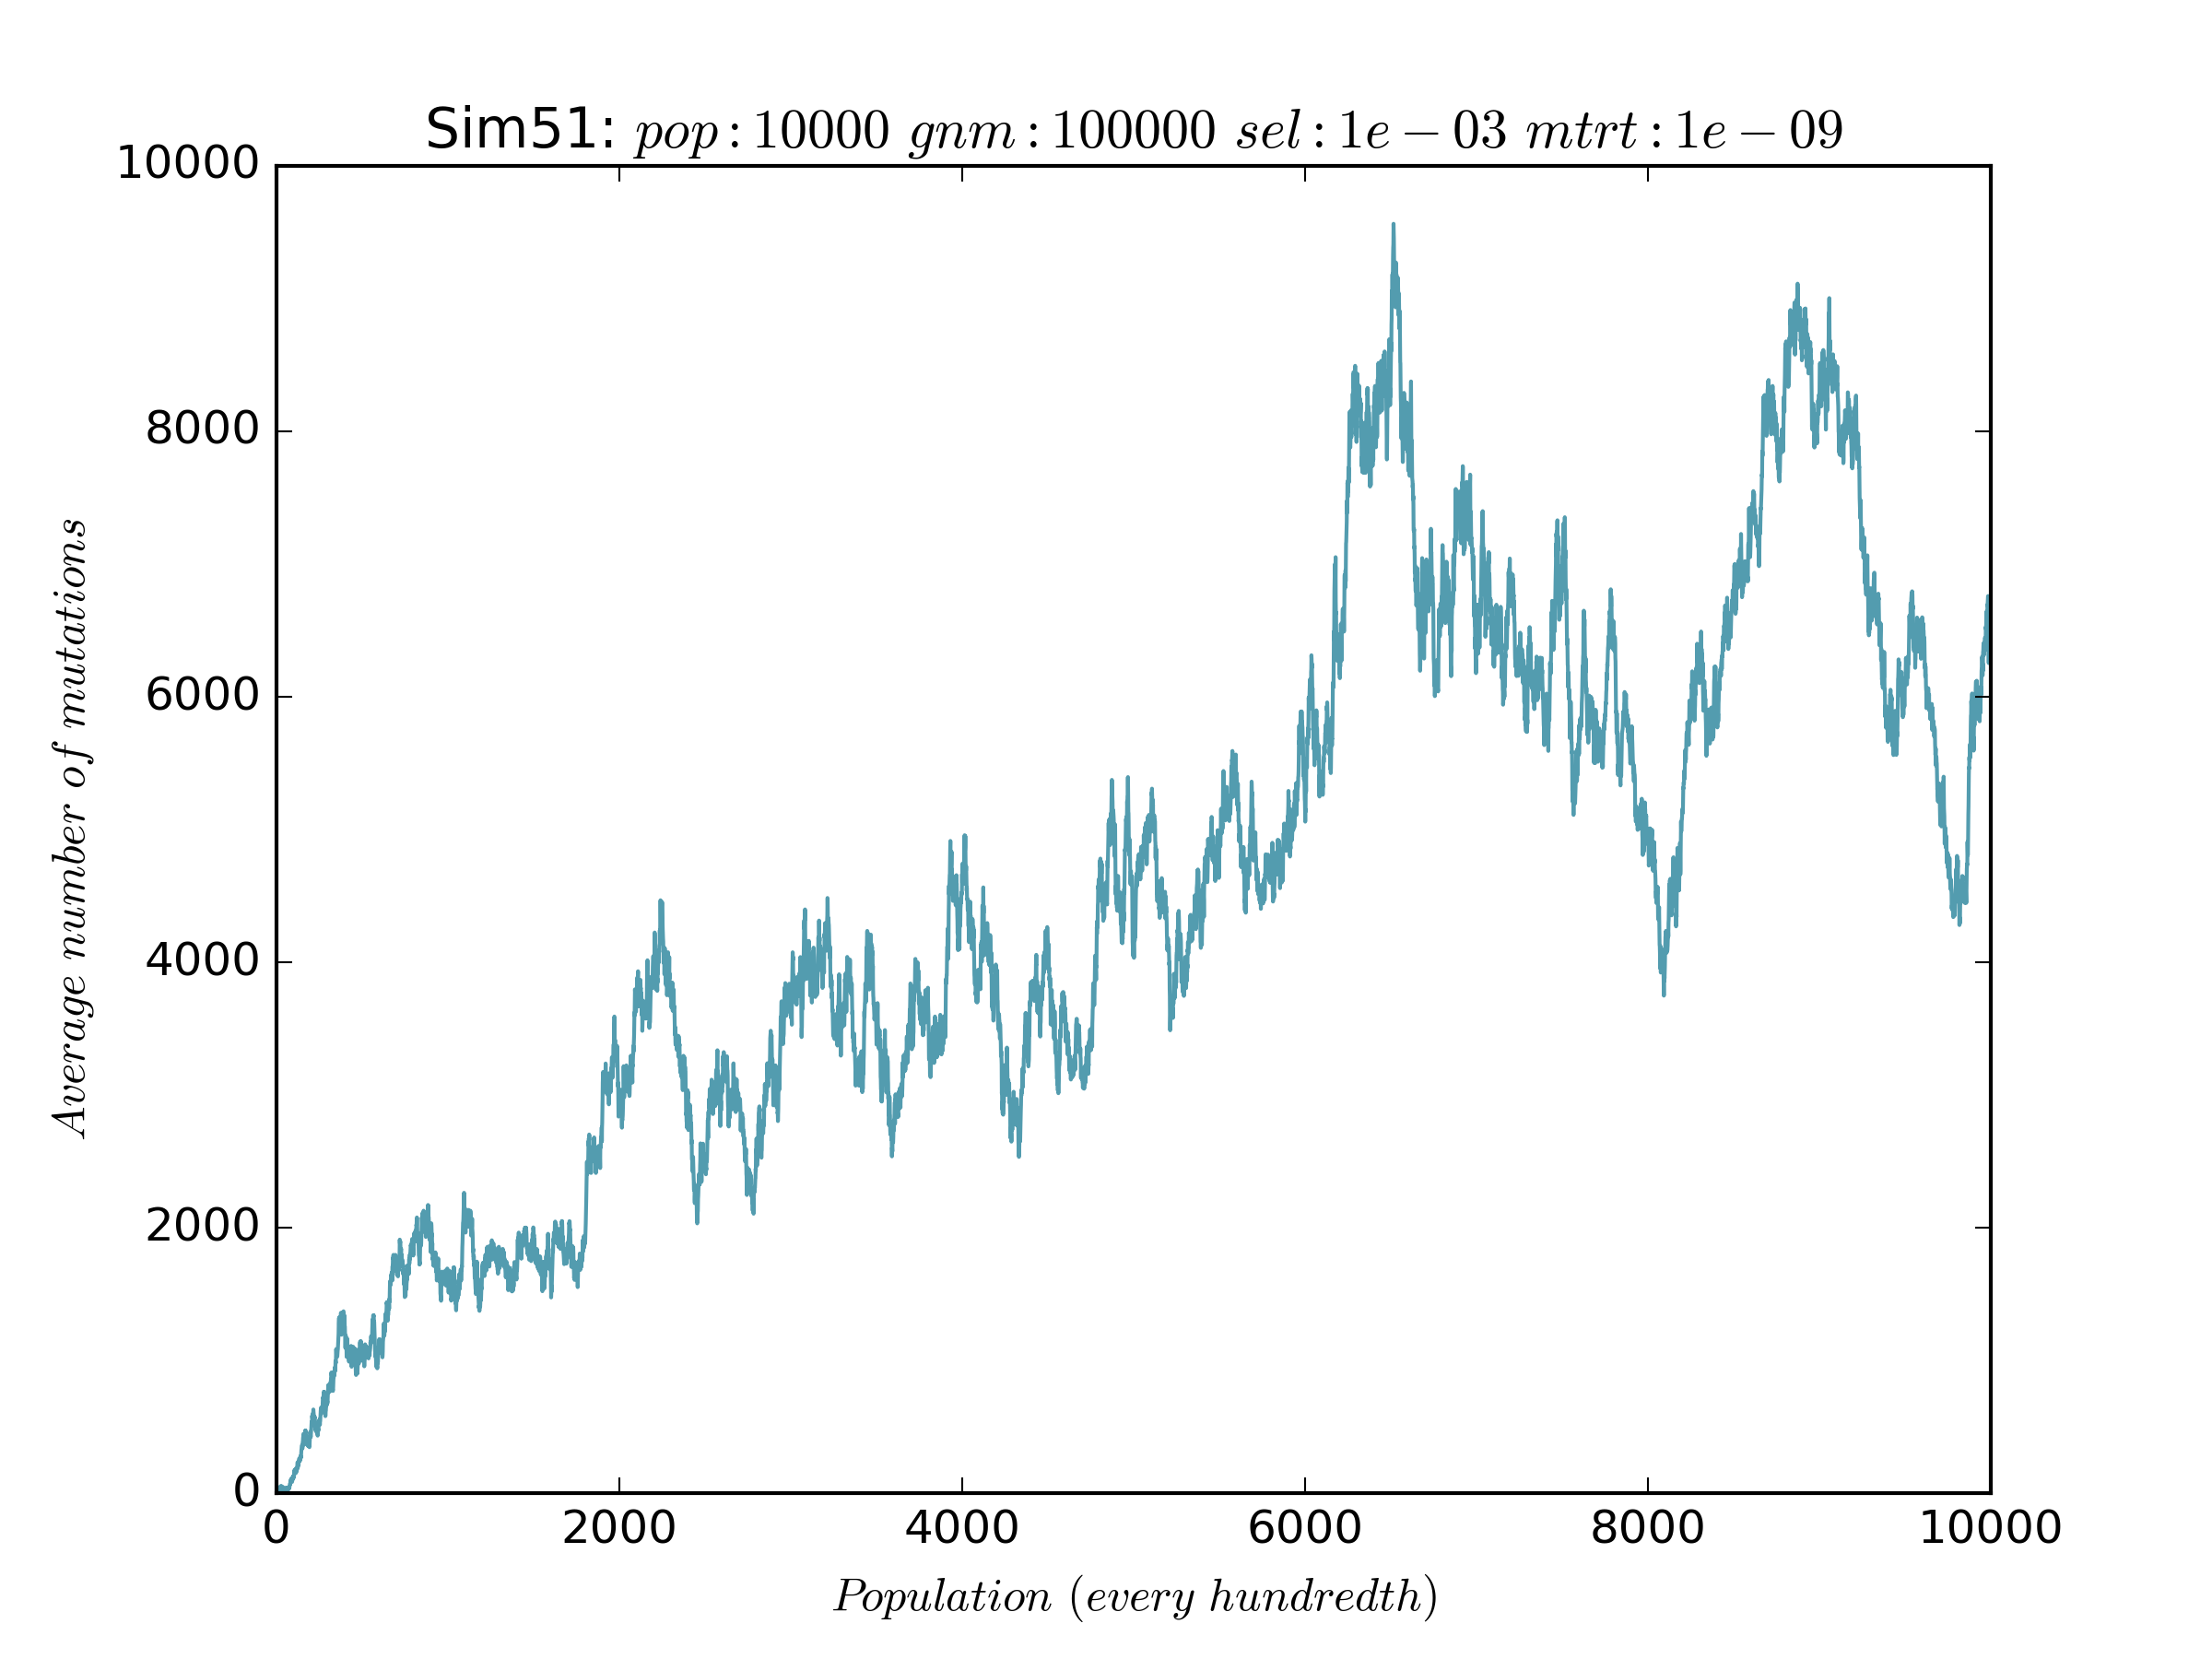 Sim51: pop : 10000 gnm : 100000 sel : 1e − 03 mtrt : 1e − 09
10000
8000
6000
4000
2000
0
Average number of mutations
0 2000 4000 6000 8000 10000
Population (every hundredth)